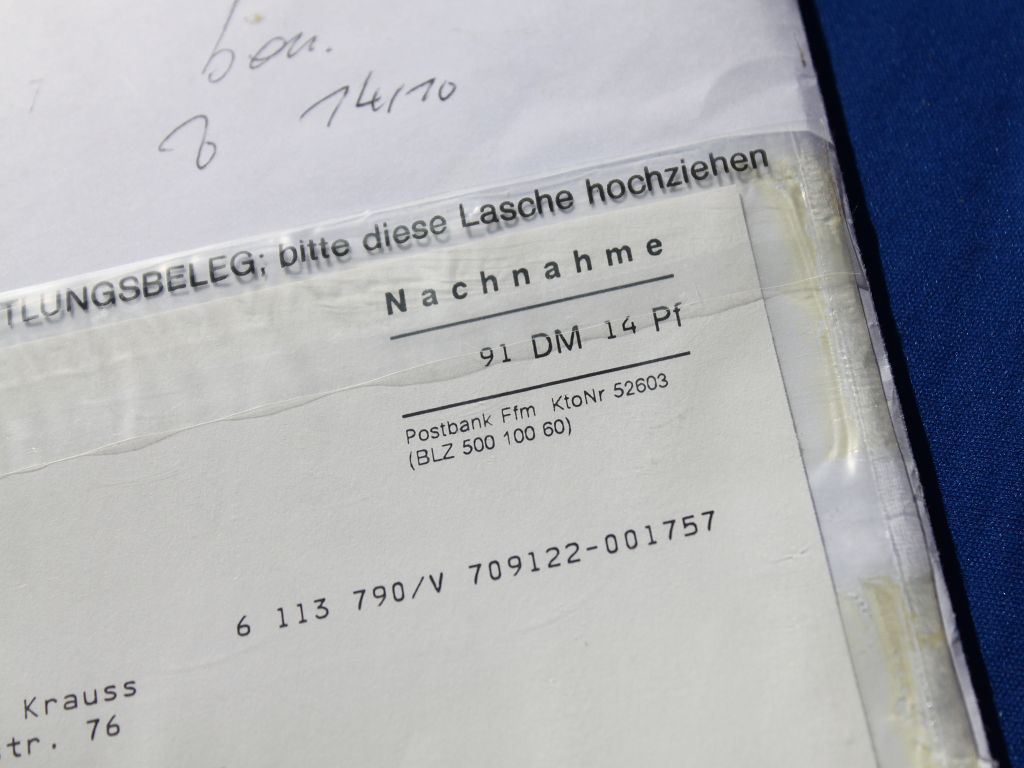 ben.
14/10
TLUNGSBELEG; bitte diese Lasche hochziehen
Nachnahme
91 DM 14 Pf
Postbank Ffm KtoNr 52603
(BLZ 500 100 60)
6 113 790/V 709122-001757
Krauss
tr. 76